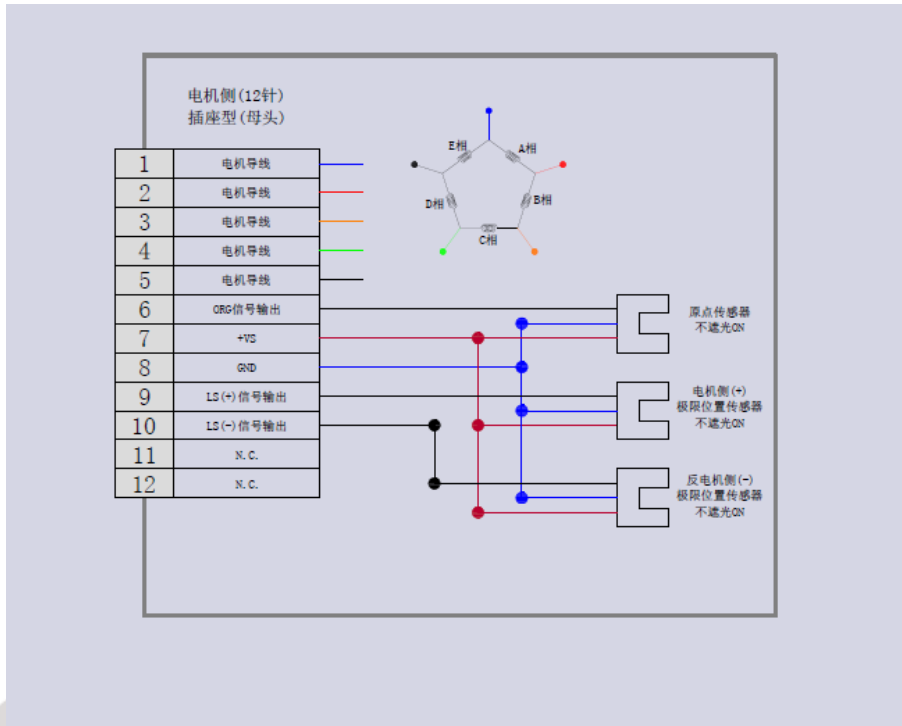 电机侧(12针)
插座型(母头)
E相
A相
D相
B相
C相
1 电机导线
2 电机导线
3 电机导线
4 电机导线
5 电机导线
6 ORG信号输出
7 +VS
8 GND
9 LS(+)信号输出
10 LS(-)信号输出
11 N.C.
12 N.C.
原点传感器
不遮光ON
电机侧(+)
极限位置传感器
不遮光ON
反电机侧(-)
极限位置传感器
不遮光ON